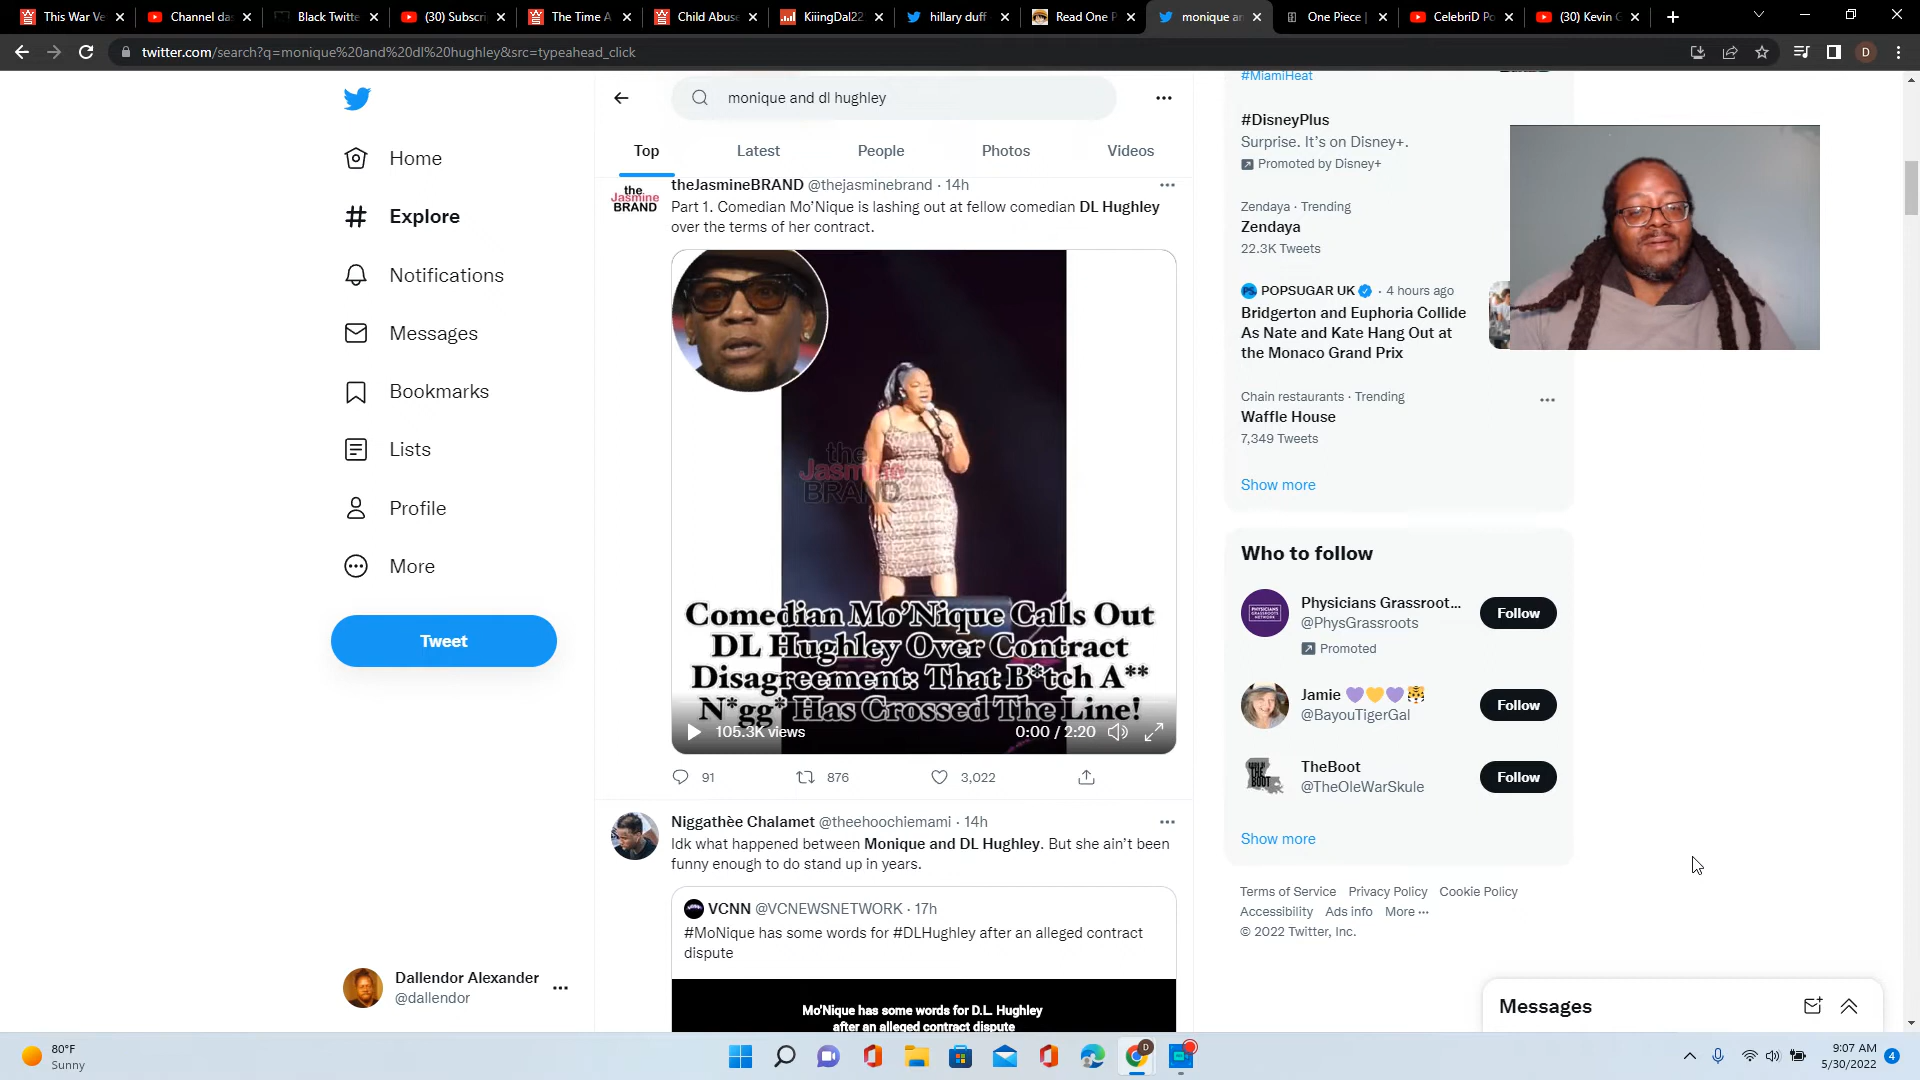 This War Ve
Channel das
Black Twitte
(30) Subscri
The Time A
Child Abuse
KiiingDal22
hillary duff
Read One P
monique an
One Piece |
CelebriD Po
(30) Kevin G
twitter.com/search?q=monique%20and%20dl%20hughley&src=typeahead_click
D
monique and dl hughley
Top
Latest
People
Photos
Videos
Home
Explore
Notifications
Messages
Bookmarks
Lists
Profile
More
Tweet
Dallendor Alexander
@dallendor
the
Jasmine
BRAND
theJasmineBRAND @thejasminebrand · 14h
Part 1. Comedian Mo'Nique is lashing out at fellow comedian DL Hughley
over the terms of her contract.
the
Jasmine
BRAND
Comedian Mo'Nique Calls Out
DL Hughley Over Contract
Disagreement: That B*tch A**
N*gg* Has Crossed The Line!
105.3K views
0:00 / 2:20
91
876
3,022
Niggathèe Chalamet @theehoochiemami · 14h
Idk what happened between Monique and DL Hughley. But she ain't been
funny enough to do stand up in years.
VCNN @VCNEWSNETWORK · 17h
#MoNique has some words for #DLHughley after an alleged contract
dispute
Mo'Nique has some words for D.L. Hughley
after an alleged contract dispute
#MiamiHeat
#DisneyPlus
Surprise. It's on Disney+.
Promoted by Disney+
Zendaya · Trending
Zendaya
22.3K Tweets
POPSUGAR UK · 4 hours ago
Bridgerton and Euphoria Collide
As Nate and Kate Hang Out at
the Monaco Grand Prix
Chain restaurants · Trending
Waffle House
7,349 Tweets
Show more
Who to follow
Physicians Grassroot...
@PhysGrassroots
Promoted
Follow
Jamie 💜💛💜🐯
@BayouTigerGal
Follow
TheBoot
@TheOleWarSkule
Follow
Show more
Terms of Service Privacy Policy Cookie Policy
Accessibility Ads info More ···
© 2022 Twitter, Inc.
Messages
80°F
Sunny
D
9:07 AM
5/30/2022
4